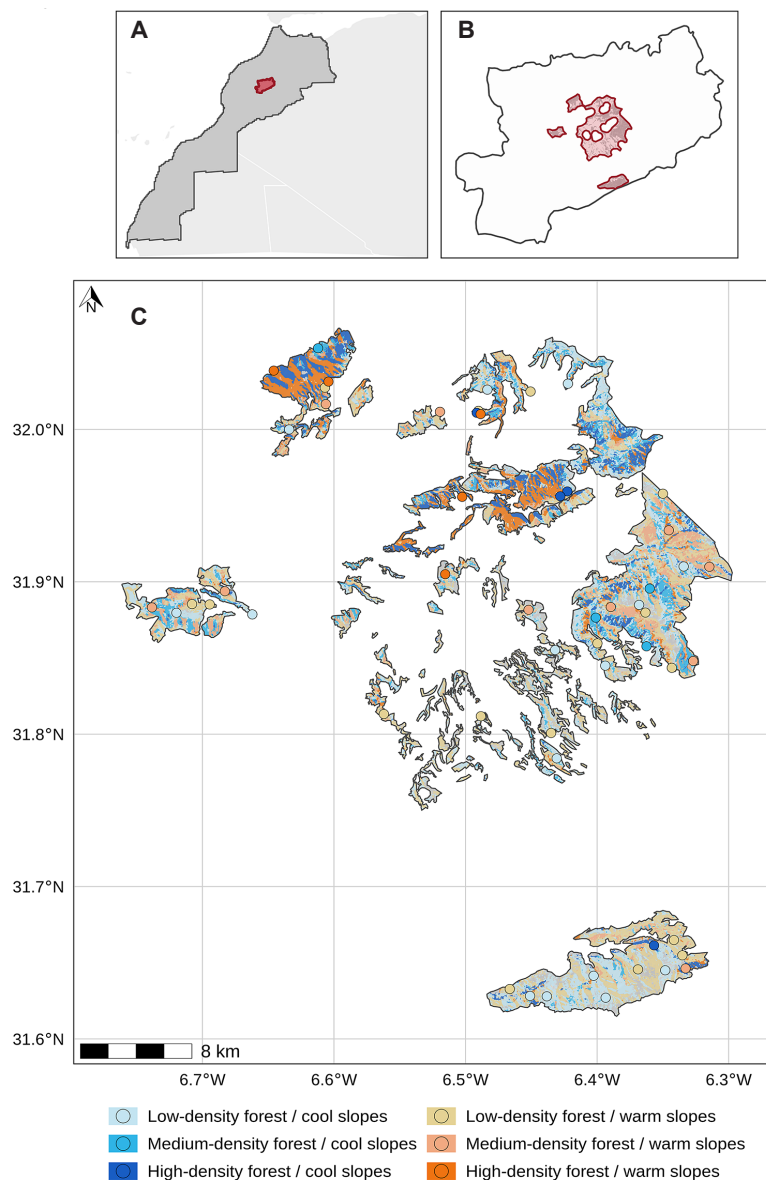 A
B
N
C
32.0°N
31.9°N
31.8°N
31.7°N
31.6°N
8 km
6.7°W 6.6°W 6.5°W 6.4°W 6.3°W
Low-density forest / cool slopes Low-density forest / warm slopes
Medium-density forest / cool slopes Medium-density forest / warm slopes
High-density forest / cool slopes High-density forest / warm slopes